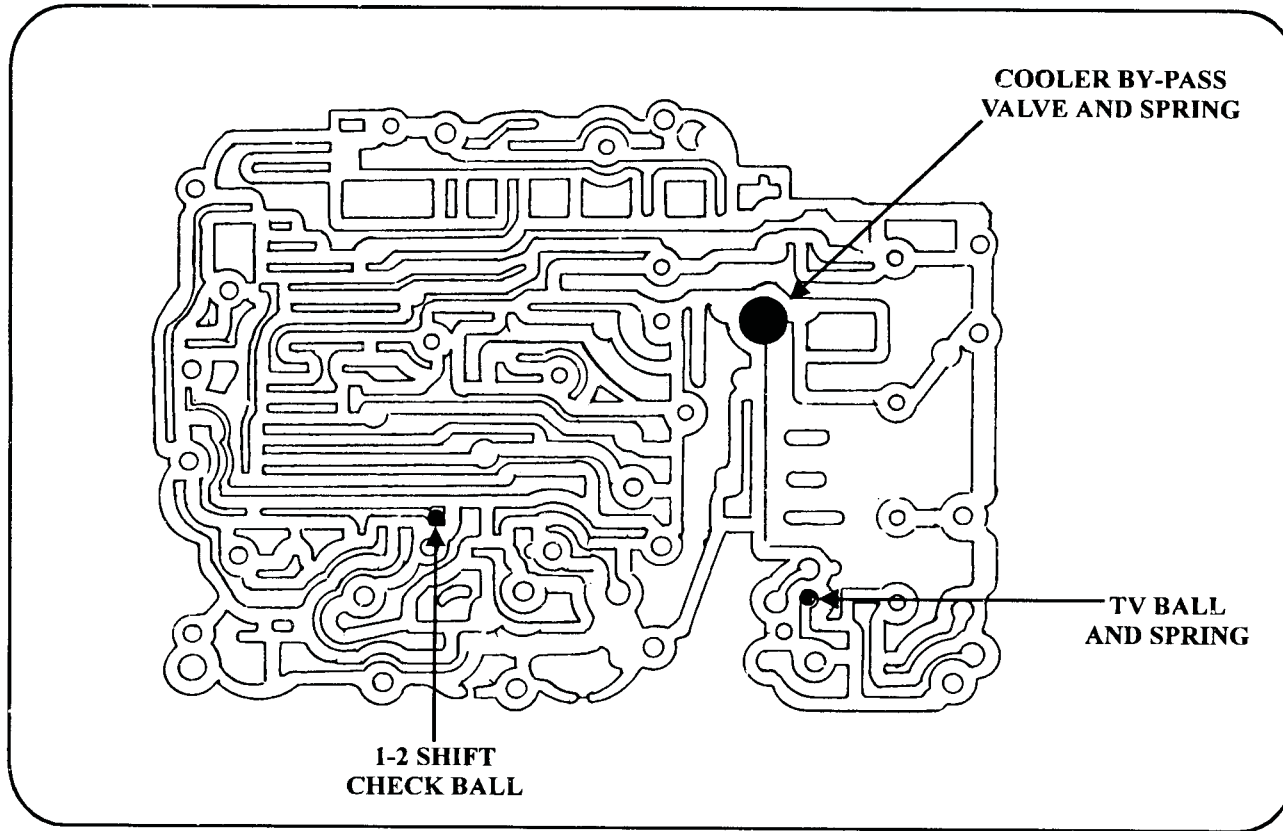 COOLER BY-PASS
VALVE AND SPRING
TV BALL
AND SPRING
1-2 SHIFT
CHECK BALL